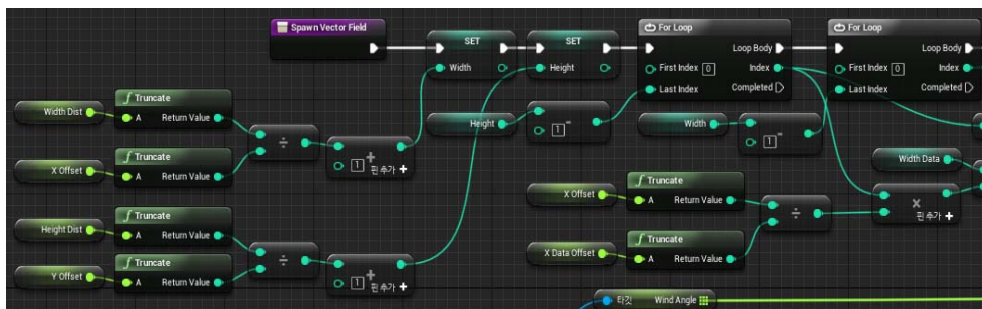 Spawn Vector Field
SET
Width
SET
Height
For Loop
Loop Body
First Index 0
Index
Last Index
Completed
For Loop
Loop Body
First Index 0
Index
Last Index
Completed
Width Dist
f Truncate
A Return Value
÷
1 +
핀 추가 +
X Offset
f Truncate
A Return Value
Height
1 -
Width
1 -
Width Data
Height Dist
f Truncate
A Return Value
÷
1 +
핀 추가 +
Y Offset
f Truncate
A Return Value
X Offset
f Truncate
A Return Value
÷
×
핀 추가 +
X Data Offset
f Truncate
A Return Value
타깃 Wind Angle